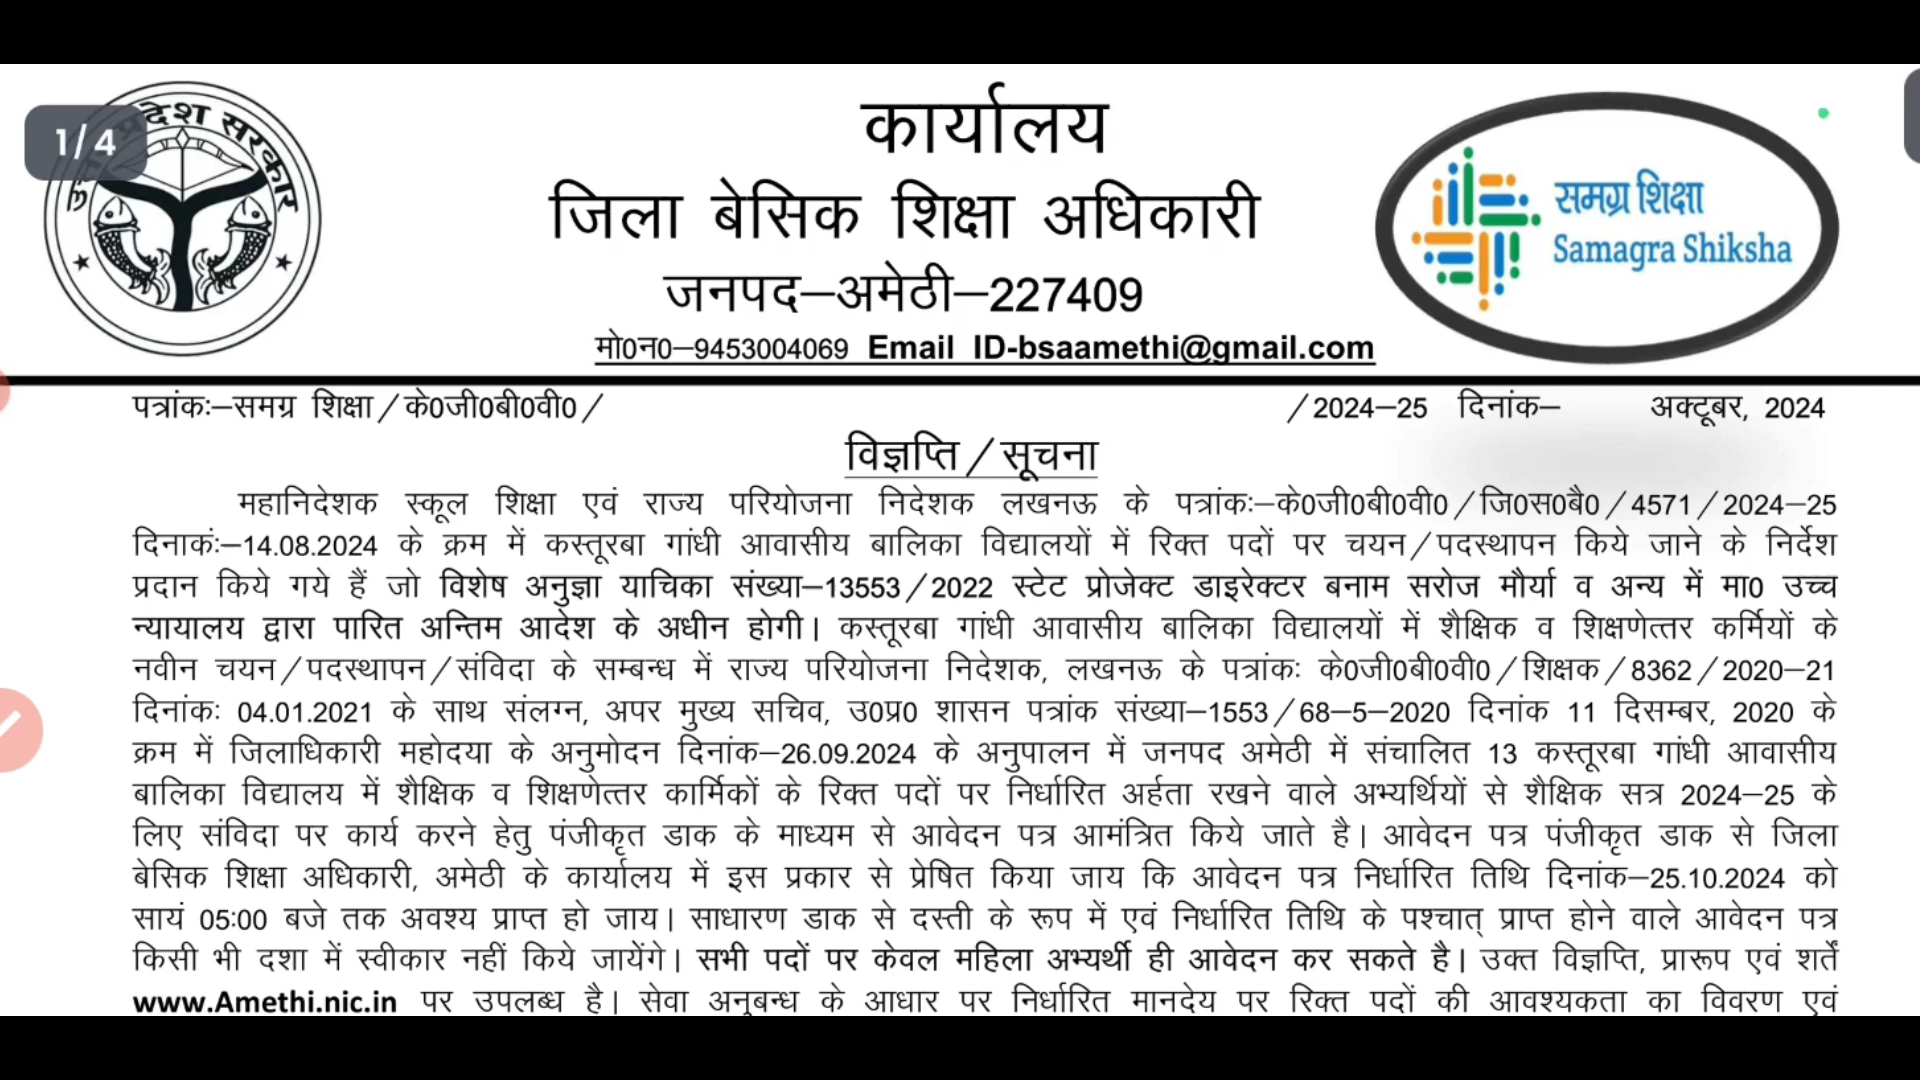 1/4
प्रदेश सरकार
कार्यालय
जिला बेसिक शिक्षा अधिकारी
जनपद–अमेठी–227409
मो0न0–9453004069 Email ID-bsaamethi@gmail.com
समग्र शिक्षा
Samagra Shiksha
पत्रांकः–समग्र शिक्षा/के0जी0बी0वी0/ /2024–25 दिनांक– अक्टूबर, 2024
विज्ञप्ति/सूचना
महानिदेशक स्कूल शिक्षा एवं राज्य परियोजना निदेशक लखनऊ के पत्रांकः–के0जी0बी0वी0/जि0स0बै0/4571/2024–25
दिनाकंः–14.08.2024 के क्रम में कस्तूरबा गांधी आवासीय बालिका विद्यालयों में रिक्त पदों पर चयन/पदस्थापन किये जाने के निर्देश
प्रदान किये गये हैं जो विशेष अनुज्ञा याचिका संख्या–13553/2022 स्टेट प्रोजेक्ट डाइरेक्टर बनाम सरोज मौर्या व अन्य में मा0 उच्च
न्यायालय द्वारा पारित अन्तिम आदेश के अधीन होगी। कस्तूरबा गांधी आवासीय बालिका विद्यालयों में शैक्षिक व शिक्षणेत्तर कर्मियों के
नवीन चयन/पदस्थापन/संविदा के सम्बन्ध में राज्य परियोजना निदेशक, लखनऊ के पत्रांकः के0जी0बी0वी0/शिक्षक/8362/2020–21
दिनांकः 04.01.2021 के साथ संलग्न, अपर मुख्य सचिव, उ0प्र0 शासन पत्रांक संख्या–1553/68–5–2020 दिनांक 11 दिसम्बर, 2020 के
क्रम में जिलाधिकारी महोदया के अनुमोदन दिनांक–26.09.2024 के अनुपालन में जनपद अमेठी में संचालित 13 कस्तूरबा गांधी आवासीय
बालिका विद्यालय में शैक्षिक व शिक्षणेत्तर कार्मिकों के रिक्त पदों पर निर्धारित अर्हता रखने वाले अभ्यर्थियों से शैक्षिक सत्र 2024–25 के
लिए संविदा पर कार्य करने हेतु पंजीकृत डाक के माध्यम से आवेदन पत्र आमंत्रित किये जाते है। आवेदन पत्र पंजीकृत डाक से जिला
बेसिक शिक्षा अधिकारी, अमेठी के कार्यालय में इस प्रकार से प्रेषित किया जाय कि आवेदन पत्र निर्धारित तिथि दिनांक–25.10.2024 को
सायं 05:00 बजे तक अवश्य प्राप्त हो जाय। साधारण डाक से दस्ती के रूप में एवं निर्धारित तिथि के पश्चात् प्राप्त होने वाले आवेदन पत्र
किसी भी दशा में स्वीकार नहीं किये जायेंगे। सभी पदों पर केवल महिला अभ्यर्थी ही आवेदन कर सकते है। उक्त विज्ञप्ति, प्रारूप एवं शर्तें
www.Amethi.nic.in पर उपलब्ध है। सेवा अनुबन्ध के आधार पर निर्धारित मानदेय पर रिक्त पदों की आवश्यकता का विवरण एवं